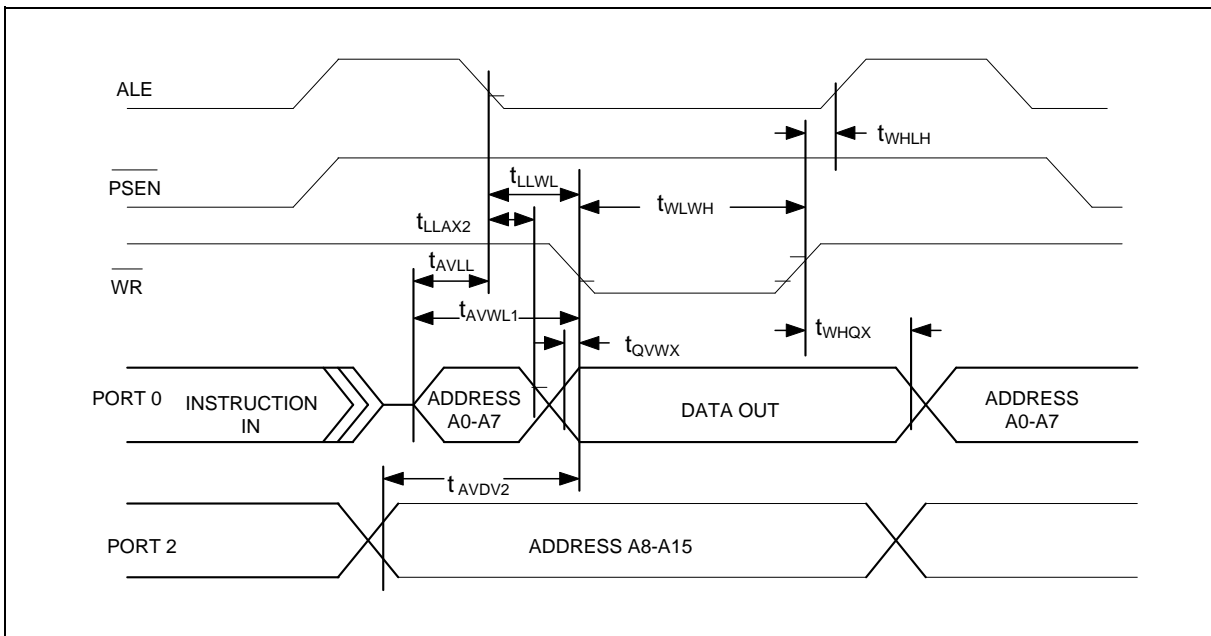 ALE
tWHLH
PSEN
tLLWL
tWLWH
tLLAX2
tAVLL
WR
tAVWL1
tWHQX
tQVWX
PORT 0
INSTRUCTION
IN
ADDRESS
A0-A7
DATA OUT
ADDRESS
A0-A7
tAVDV2
PORT 2
ADDRESS A8-A15